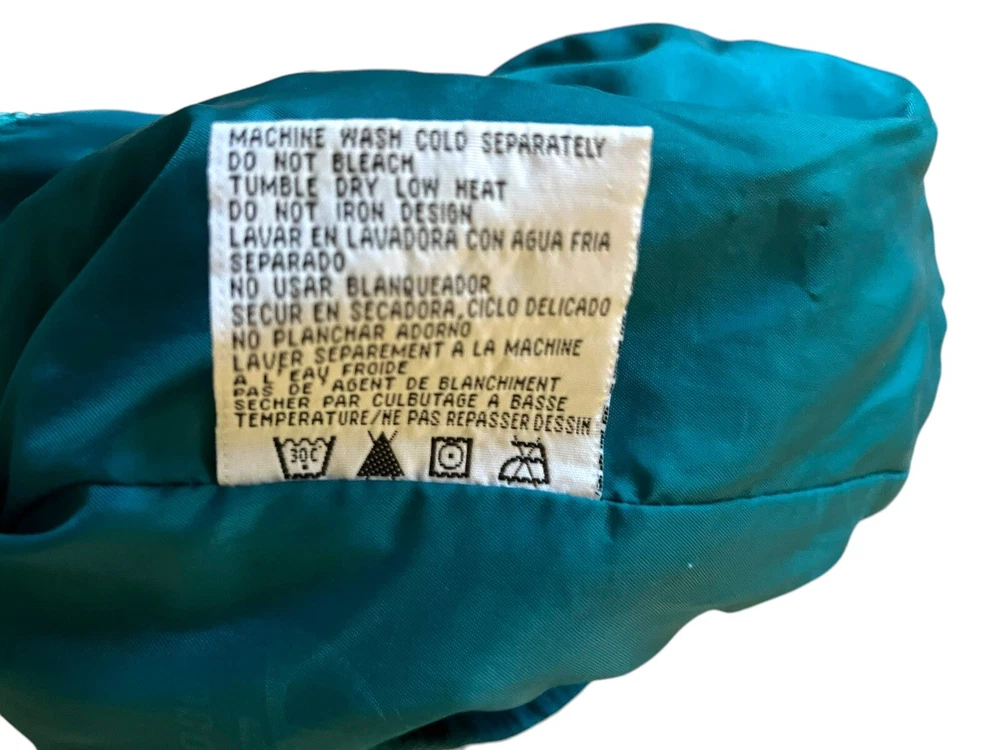 MACHINE WASH COLD SEPARATELY
DO NOT BLEACH
TUMBLE DRY LOW HEAT
DO NOT IRON DESIGN
LAVAR EN LAVADORA CON AGUA FRIA
SEPARADO
NO USAR BLANQUEADOR
SECUR EN SECADORA, CICLO DELICADO
NO PLANCHAR ADORNO
LAVER SEPAREMENT A LA MACHINE
A L'EAU FROIDE
PAS DE AGENT DE BLANCHIMENT
SECHER PAR CULBUTAGE A BASSE
TEMPERATURE/NE PAS REPASSER DESSIN
30C